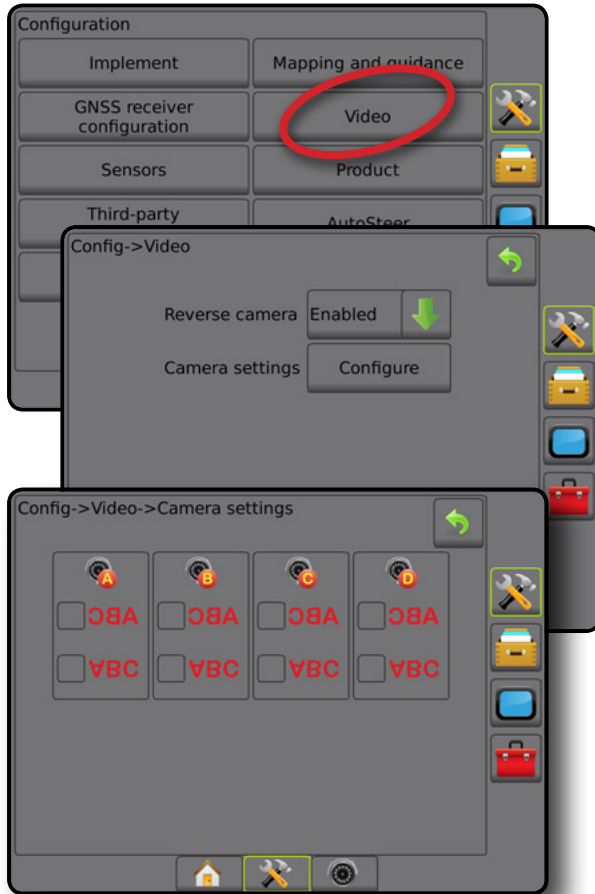 Configuration
Implement
Mapping and guidance
GNSS receiver
configuration
Video
Sensors
Product
Third-party
AutoSteer
Config->Video
Reverse camera
Enabled
Camera settings
Configure
Config->Video->Camera settings
A
B
C
D
ABC
ABC
ABC
ABC
ABC
ABC
ABC
ABC